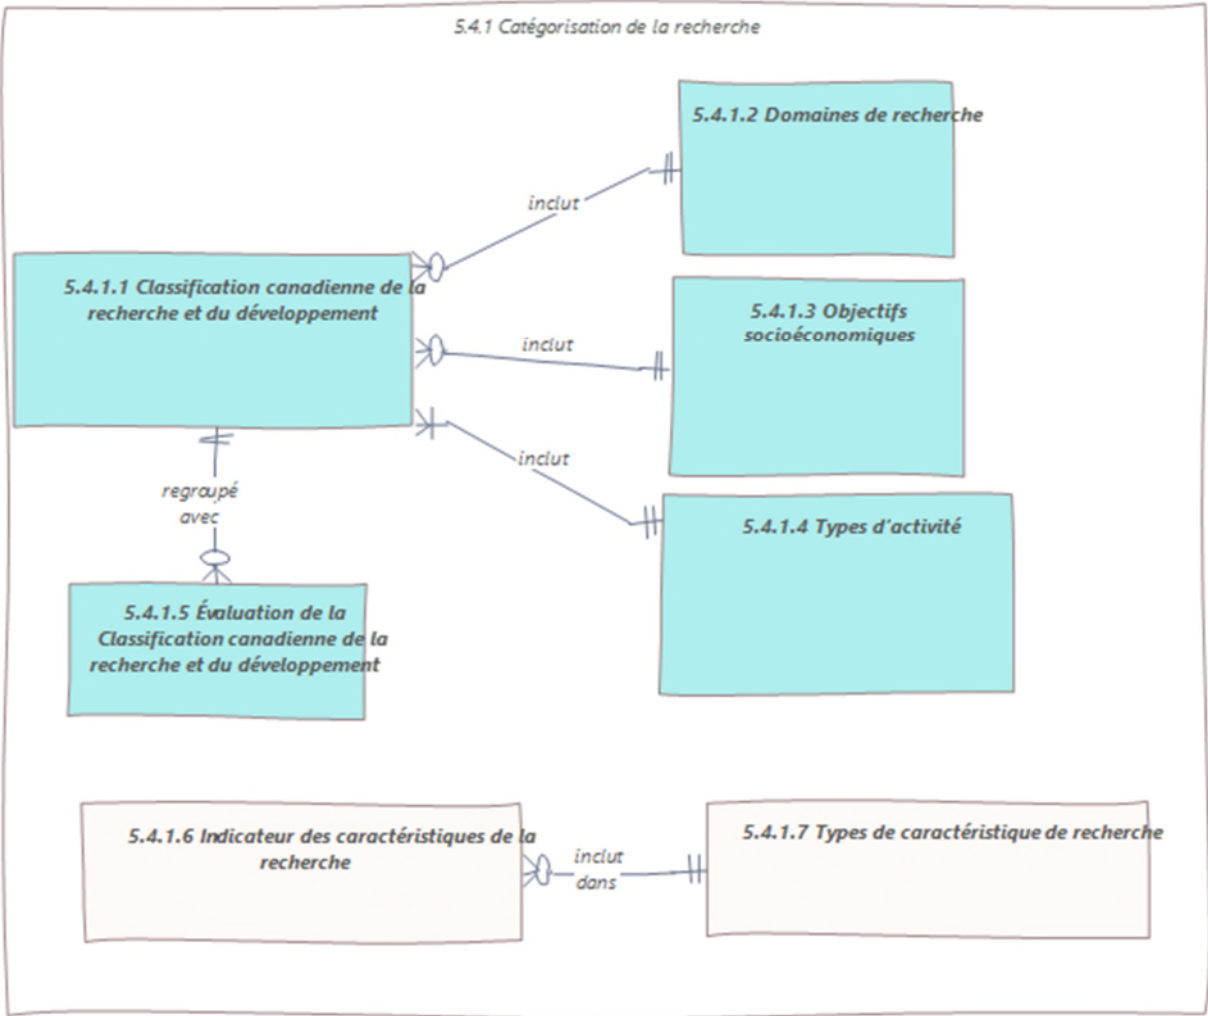 5.4.1 Catégorisation de la recherche
5.4.1.2 Domaines de recherche
inclut
5.4.1.1 Classification canadienne de la
recherche et du développement
5.4.1.3 Objectifs
socioéconomiques
inclut
inclut
5.4.1.4 Types d'activité
regroupé
avec
5.4.1.5 Évaluation de la
Classification canadienne de la
recherche et du développement
5.4.1.6 Indicateur des caractéristiques de la
recherche
inclut
dans
5.4.1.7 Types de caractéristique de recherche